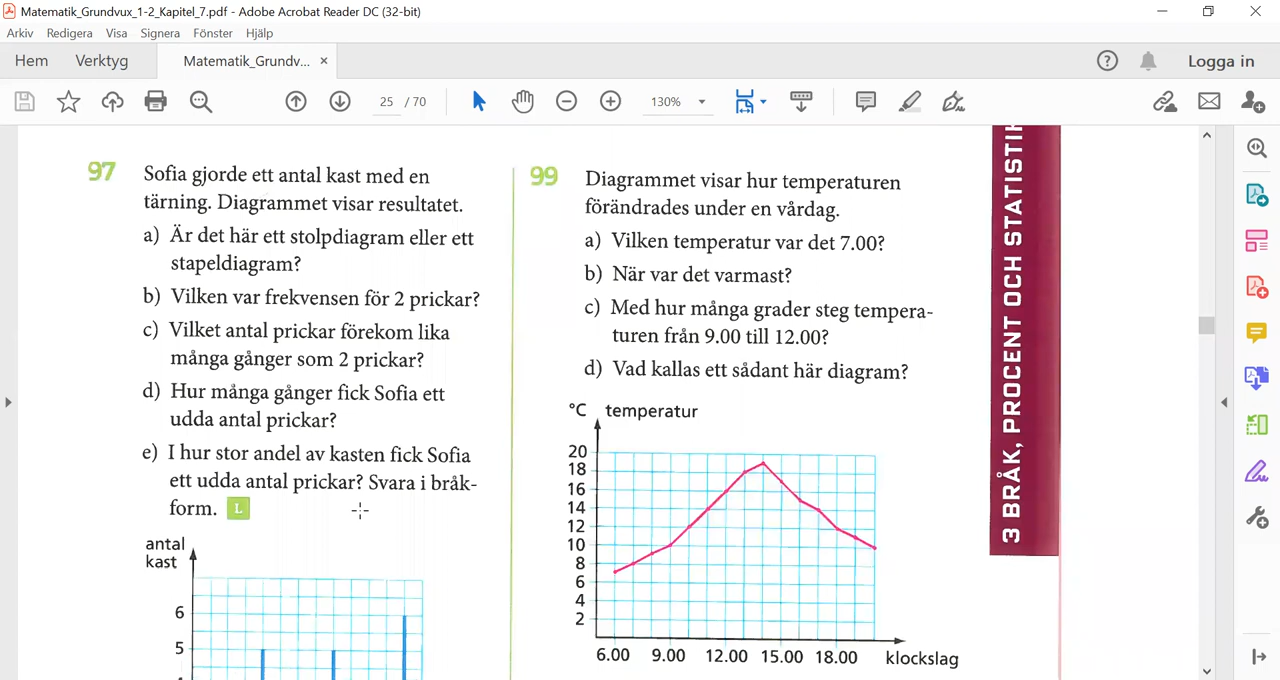 Matematik_Grundvux_1-2_Kapitel_7.pdf - Adobe Acrobat Reader DC (32-bit)
Arkiv Redigera Visa Signera Fönster Hjälp
Hem Verktyg Matematik_Grundv... × Logga in
25 / 70 130%
97
Sofia gjorde ett antal kast med en
tärning. Diagrammet visar resultatet.
a) Är det här ett stolpdiagram eller ett
stapeldiagram?
b) Vilken var frekvensen för 2 prickar?
c) Vilket antal prickar förekom lika
många gånger som 2 prickar?
d) Hur många gånger fick Sofia ett
udda antal prickar?
e) I hur stor andel av kasten fick Sofia
ett udda antal prickar? Svara i bråk-
form. L
antal
kast
6
5
99
Diagrammet visar hur temperaturen
förändrades under en vårdag.
a) Vilken temperatur var det 7.00?
b) När var det varmast?
c) Med hur många grader steg tempera-
turen från 9.00 till 12.00?
d) Vad kallas ett sådant här diagram?
°C temperatur
20
18
16
14
12
10
8
6
4
2
6.00 9.00 12.00 15.00 18.00 klockslag
3 BRÅK, PROCENT OCH STATISTIK